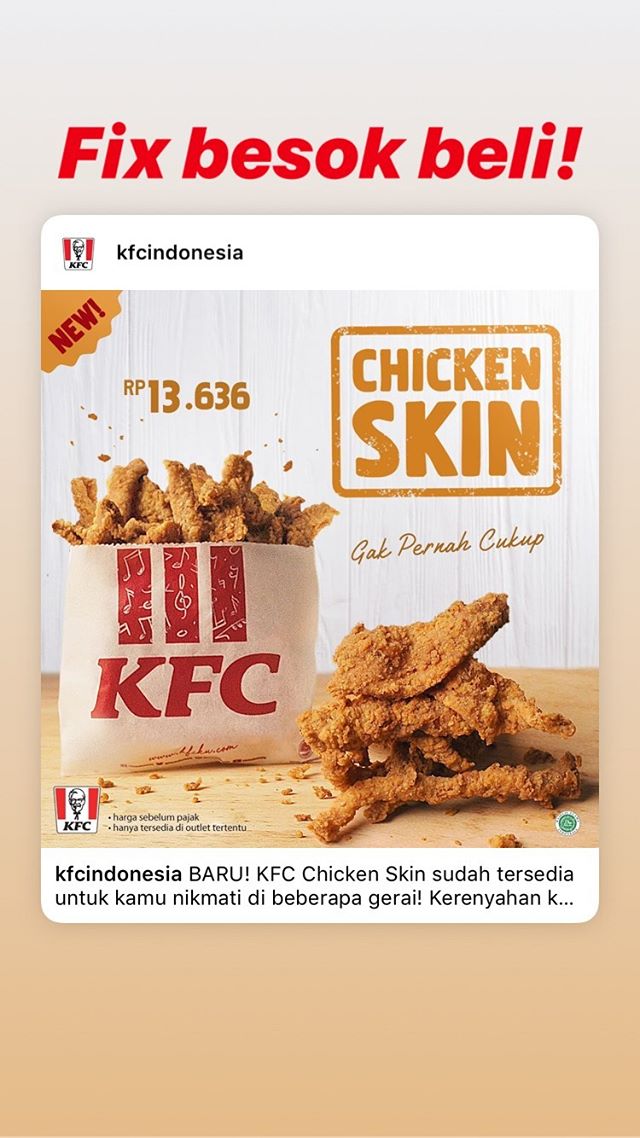 Fix besok beli!
KFC
kfcindonesia
NEW!
RP13.636
CHICKEN
SKIN
Gak Pernah Cukup
KFC
KFC
• harga sebelum pajak
• hanya tersedia di outlet tertentu
kfcindonesia BARU! KFC Chicken Skin sudah tersedia
untuk kamu nikmati di beberapa gerai! Kerenyahan k...